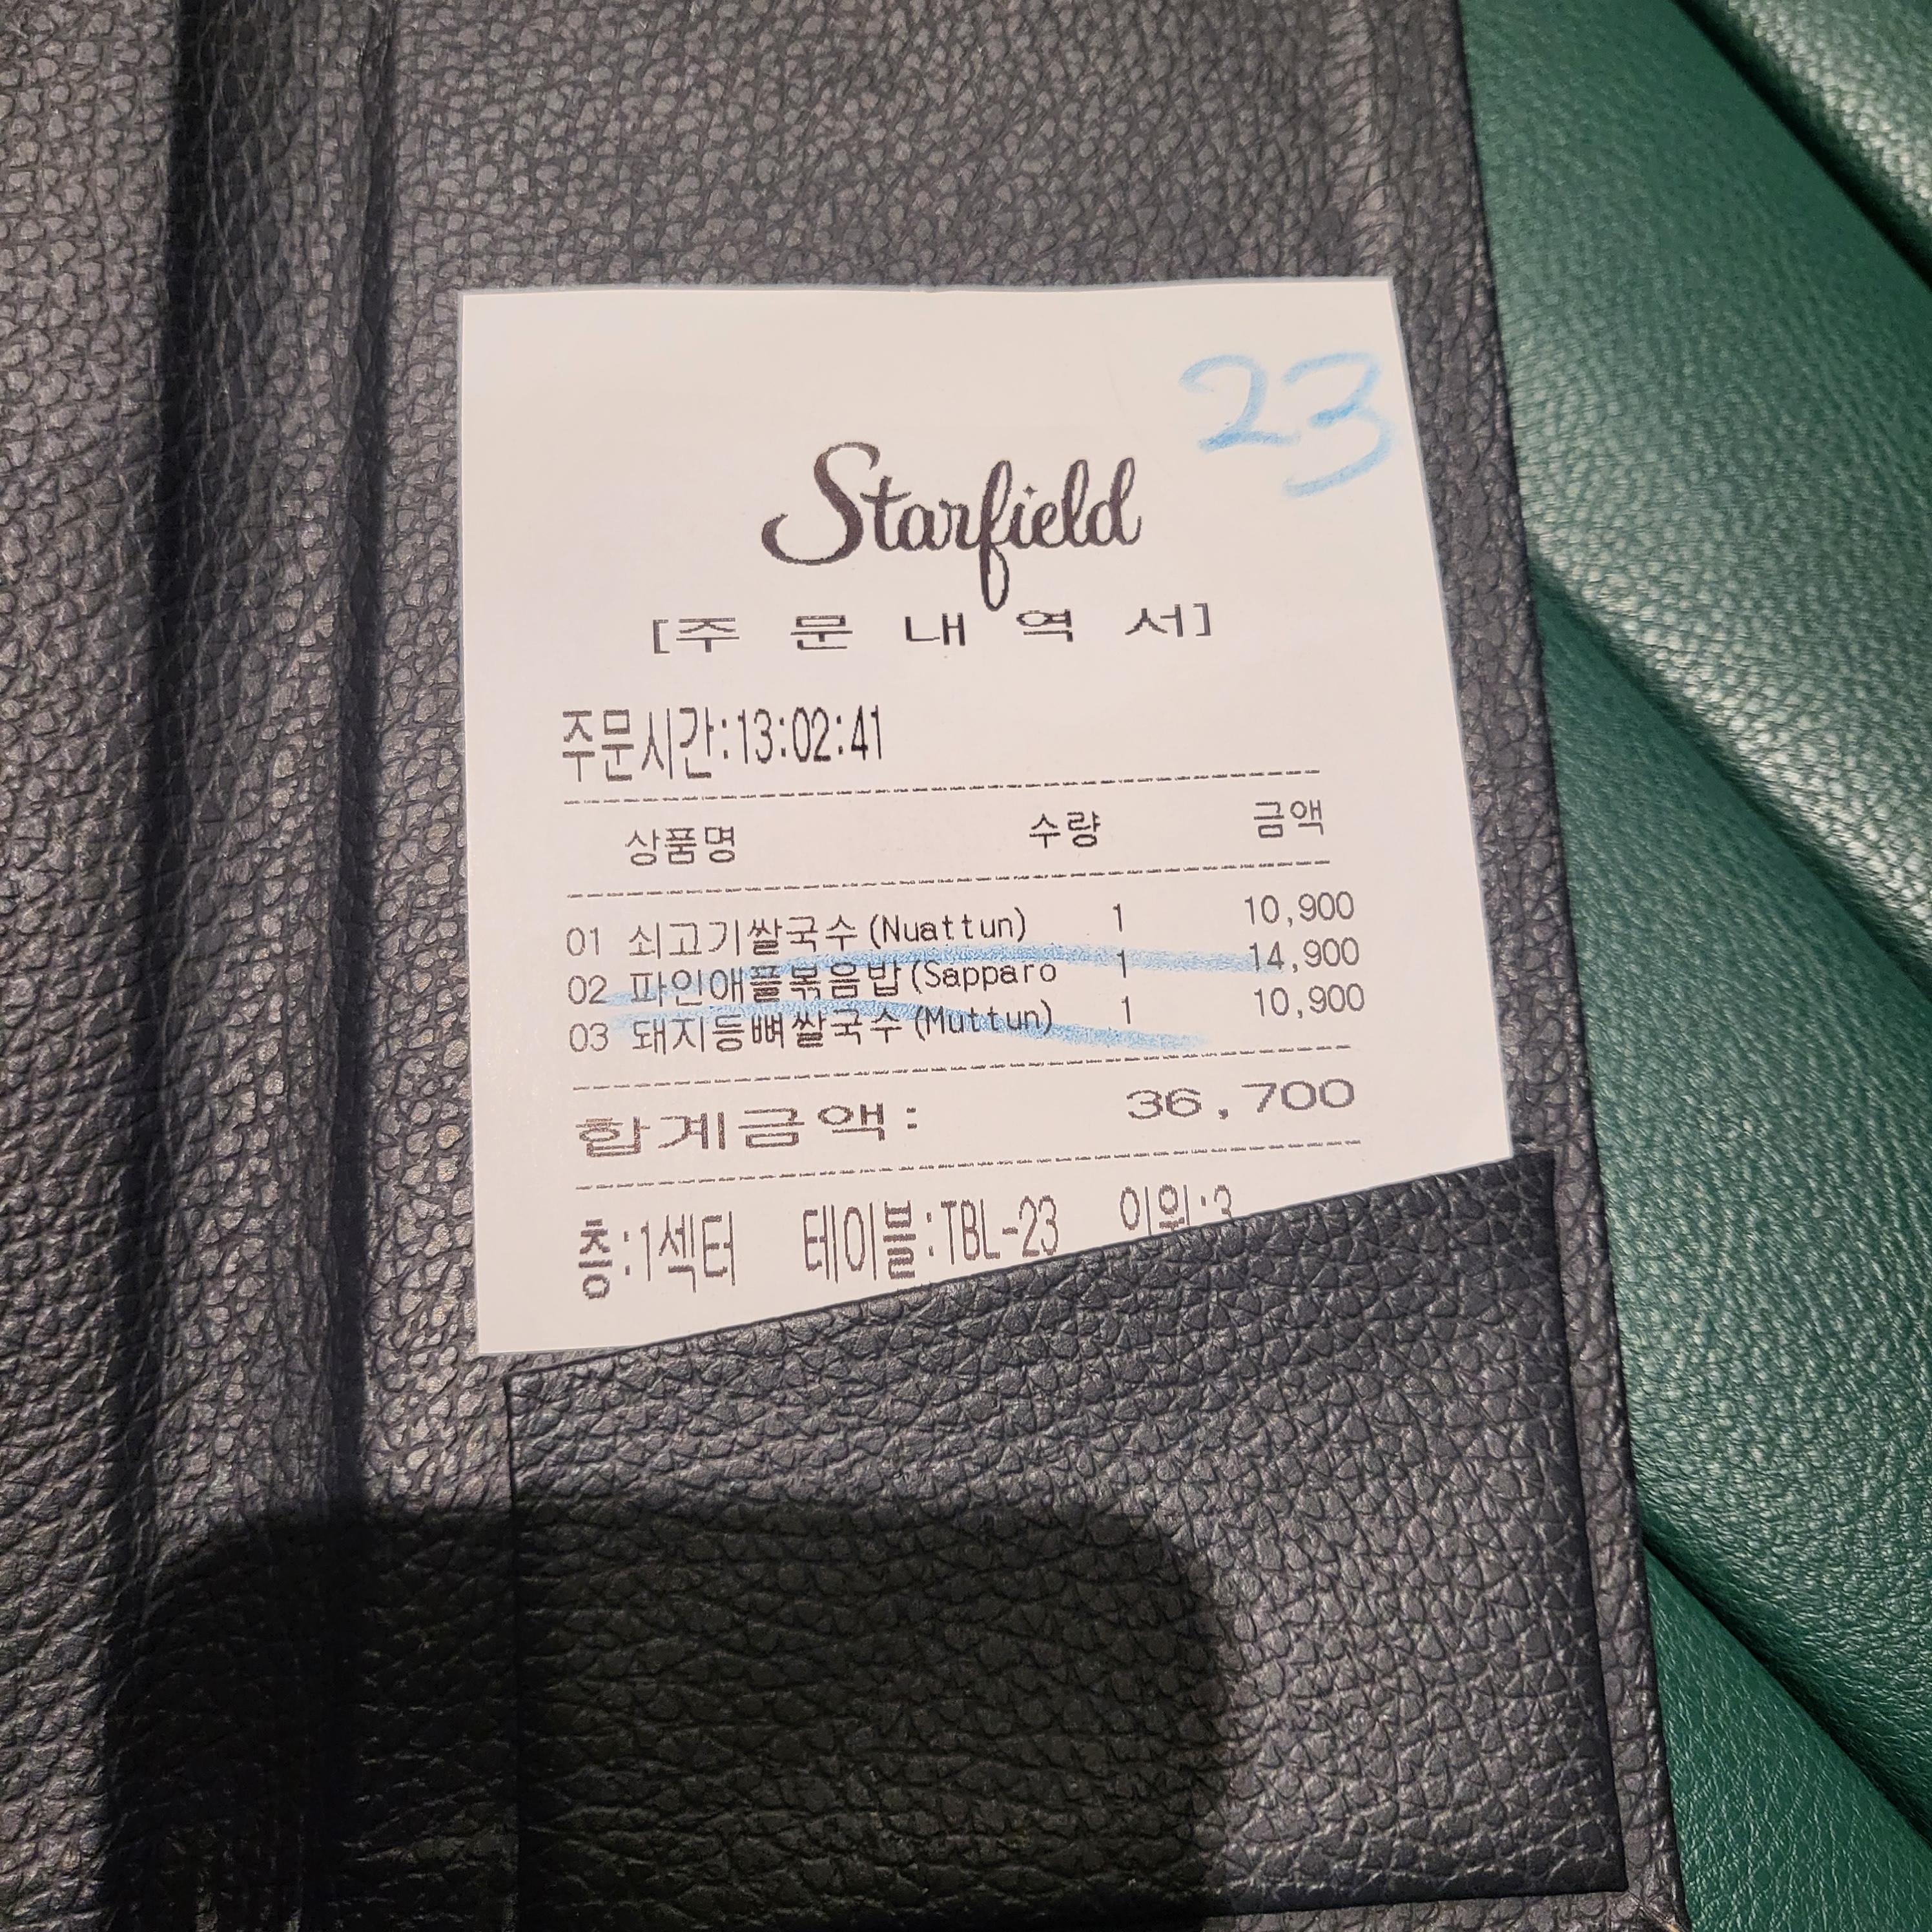 23
Starfield
[주 문 내 역 서]
주문시간:13:02:41
상품명 수량 금액
01 쇠고기쌀국수(Nuattun) 1 10,900
02 파인애플볶음밥(Sapparo 1 14,900
03 돼지등뼈쌀국수(Muttun) 1 10,900
합계금액: 36,700
층:1섹터 테이블:TBL-23 인원:3